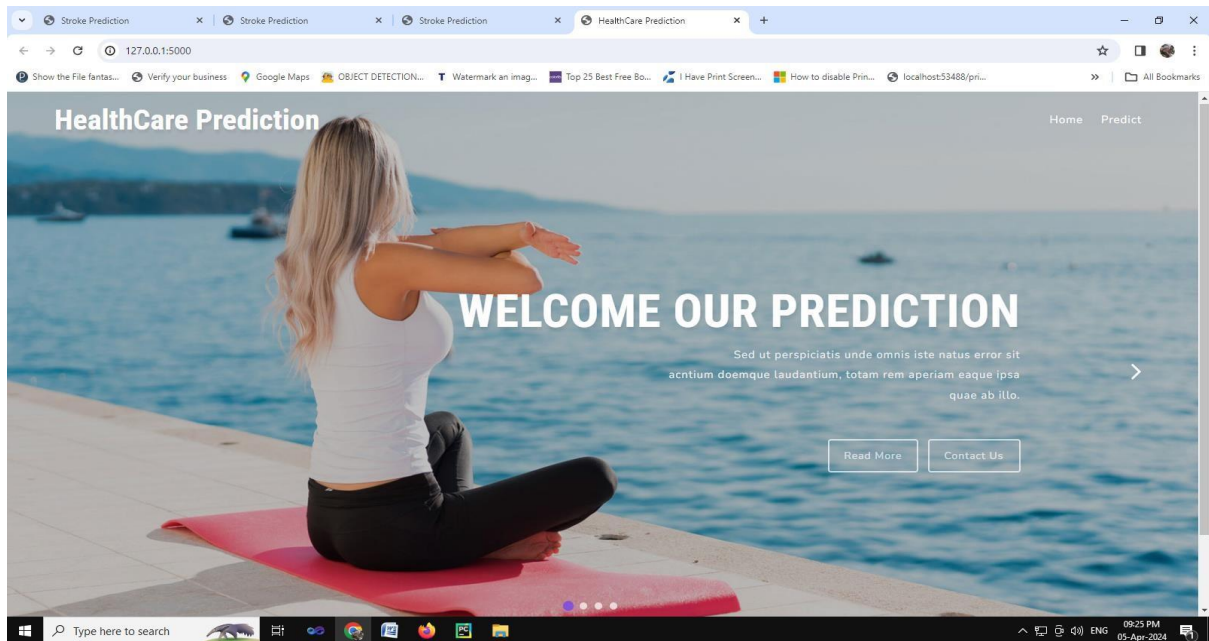 Stroke Prediction
Stroke Prediction
Stroke Prediction
HealthCare Prediction
127.0.0.1:5000
Show the File fantas...
Verify your business
Google Maps
OBJECT DETECTION...
Watermark an imag...
Top 25 Best Free Bo...
I Have Print Screen...
How to disable Prin...
localhost:53488/pri...
All Bookmarks
HealthCare Prediction
Home
Predict
WELCOME OUR PREDICTION
Sed ut perspiciatis unde omnis iste natus error sit
acntium doemque laudantium, totam rem aperiam eaque ipsa
quae ab illo.
Read More
Contact Us
Type here to search
ENG
09:25 PM
05-Apr-2024